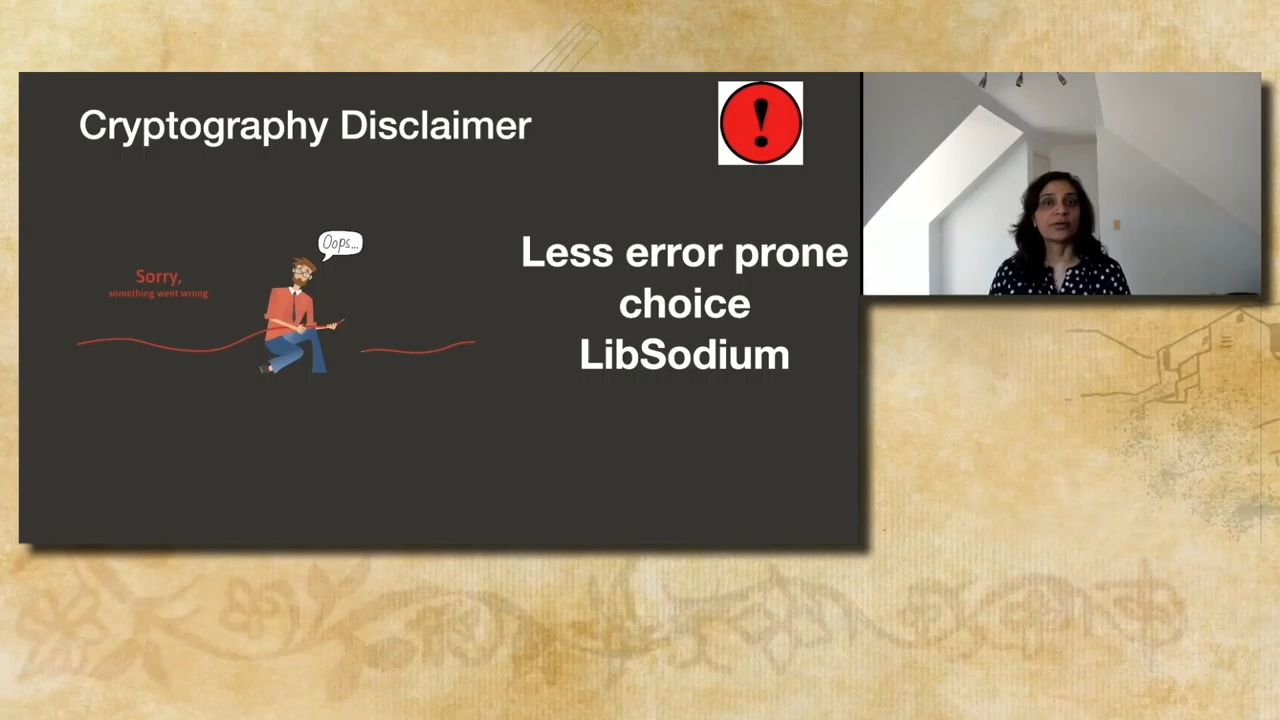 Cryptography Disclaimer
!
Oops...
Sorry,
something went wrong
Less error prone
choice
LibSodium